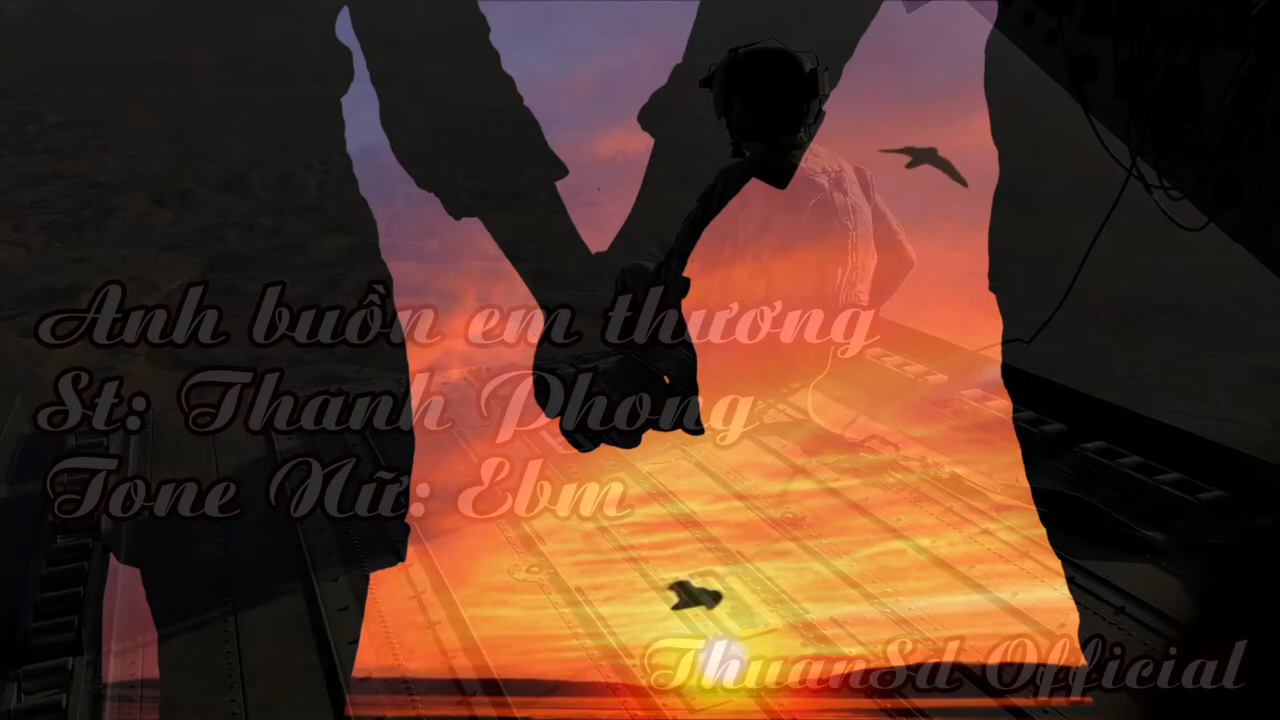 Anh buồn em thương
St: Thanh Phong
Tone Nữ: Ebm
ThuanSd Official